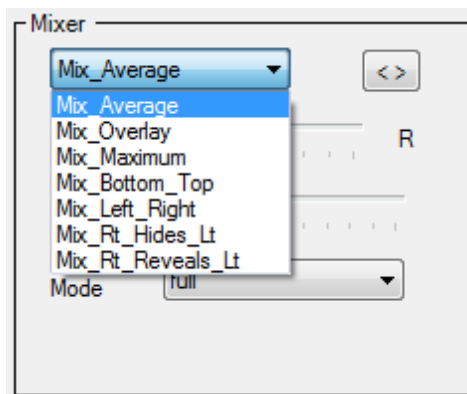 Mixer
Mix_Average
< >
Mix_Average
Mix_Overlay
R
Mix_Maximum
Mix_Bottom_Top
Mix_Left_Right
Mix_Rt_Hides_Lt
Mix_Rt_Reveals_Lt
Mode
full